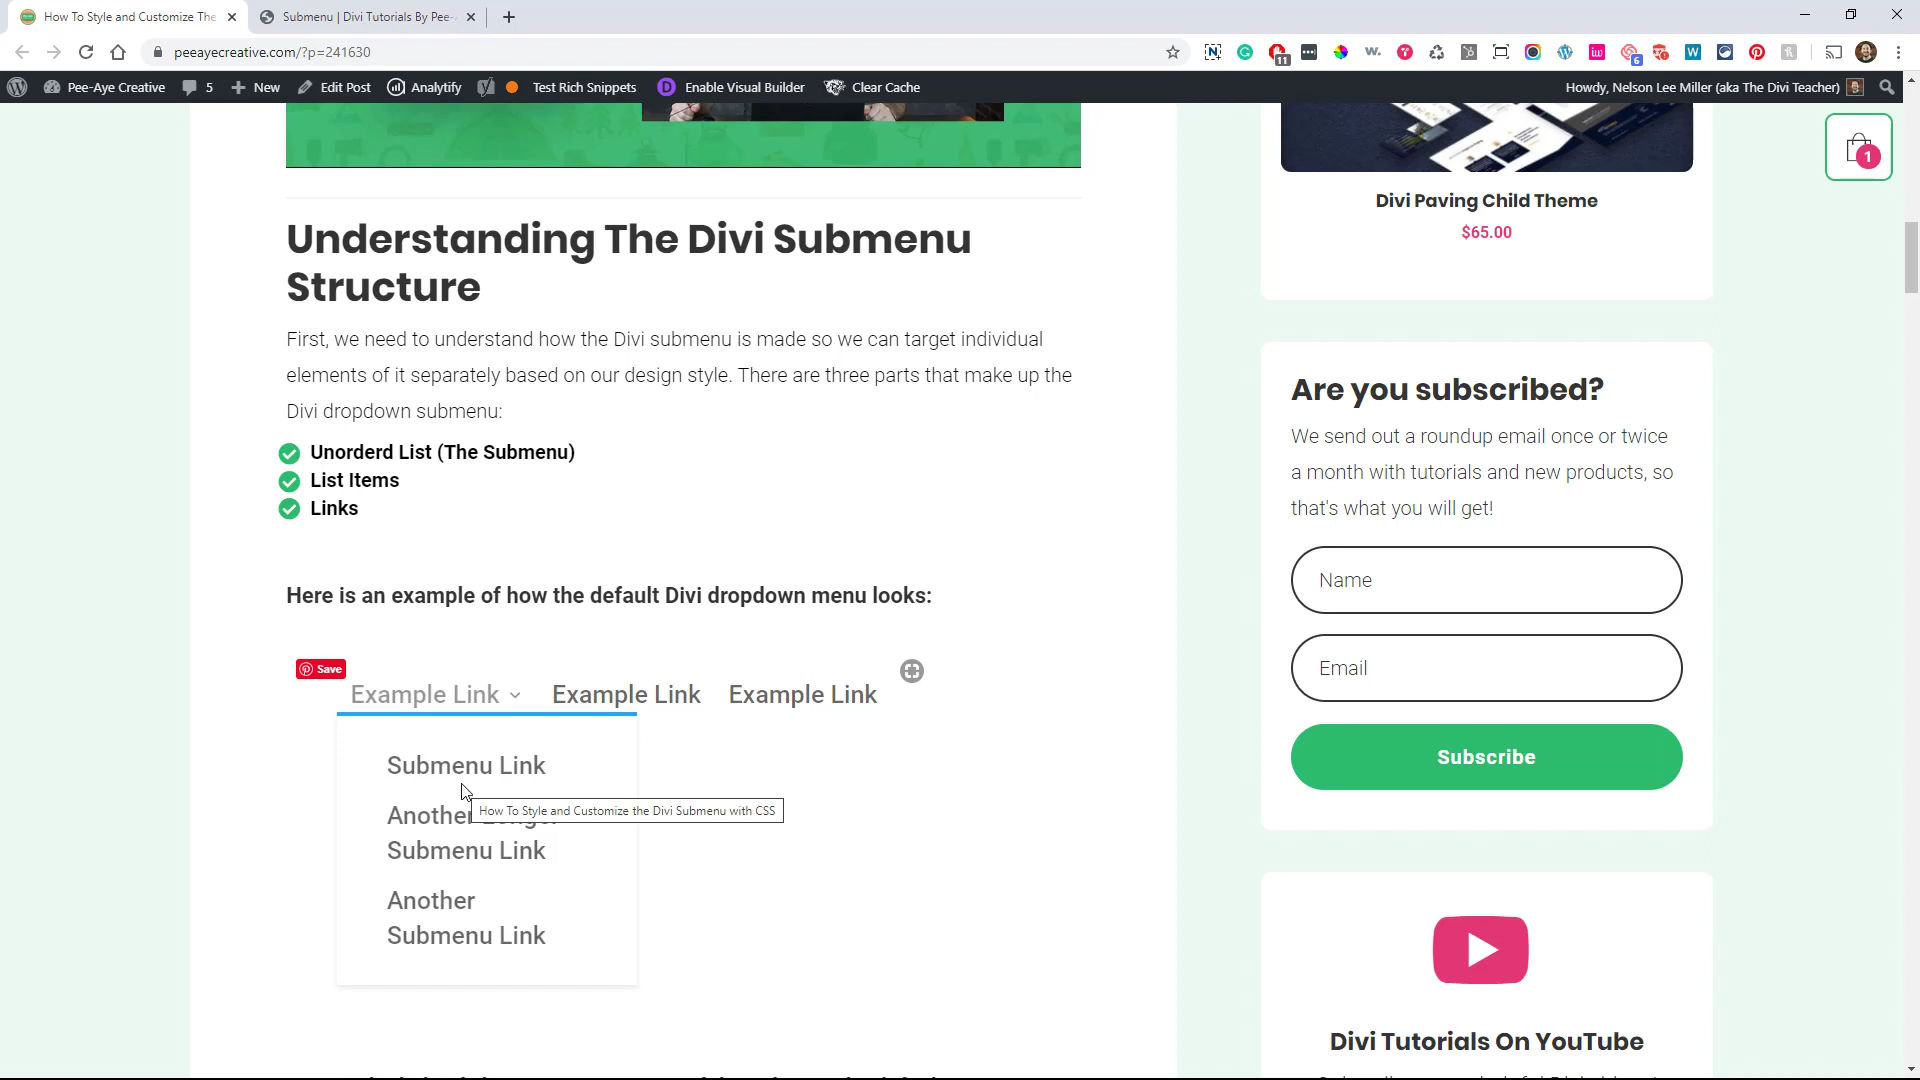 How To Style and Customize The
Submenu | Divi Tutorials By Pee-
peeayecreative.com/?p=241630
11
6
Pee-Aye Creative
5
New
Edit Post
Analytify
Test Rich Snippets
Enable Visual Builder
Clear Cache
Howdy, Nelson Lee Miller (aka The Divi Teacher)
1
Divi Paving Child Theme
$65.00
Understanding The Divi Submenu
Structure
First, we need to understand how the Divi submenu is made so we can target individual
elements of it separately based on our design style. There are three parts that make up the
Divi dropdown submenu:
Unorderd List (The Submenu)
List Items
Links
Here is an example of how the default Divi dropdown menu looks:
Save
Example Link
Example Link
Example Link
Submenu Link
Another
How To Style and Customize the Divi Submenu with CSS
Submenu Link
Another
Submenu Link
Are you subscribed?
We send out a roundup email once or twice
a month with tutorials and new products, so
that's what you will get!
Name
Email
Subscribe
Divi Tutorials On YouTube